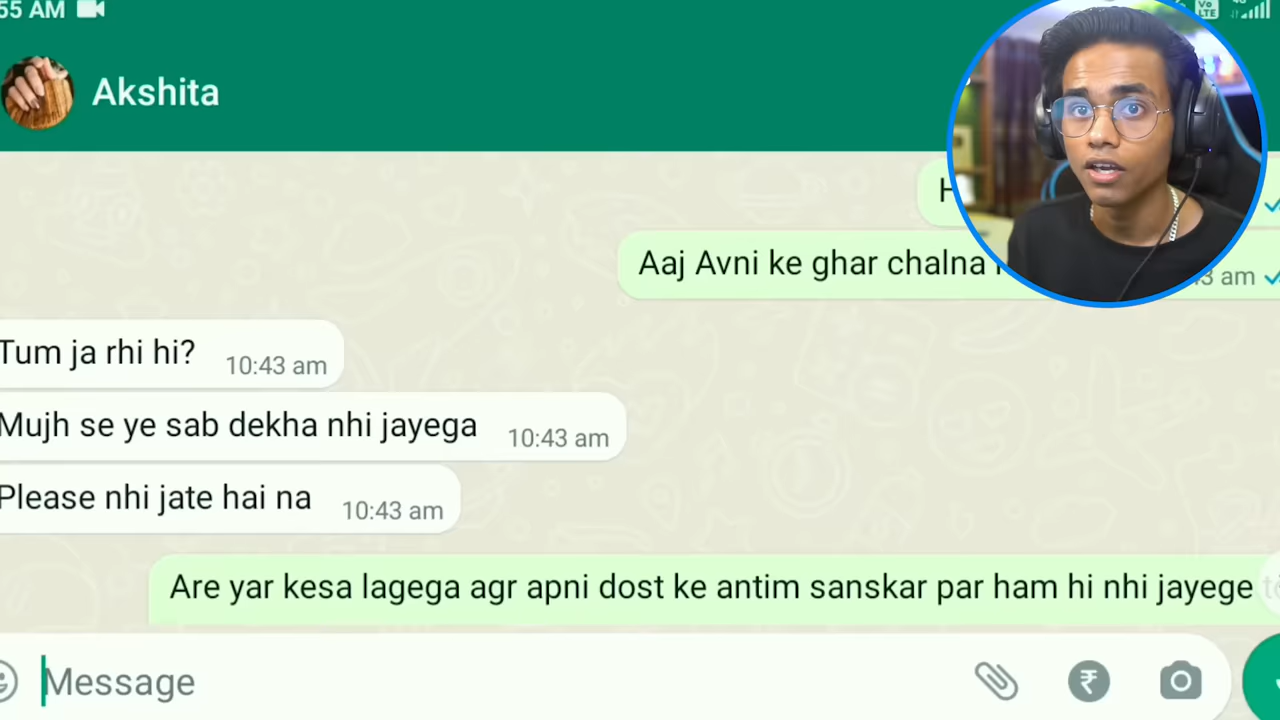 55 AM
Akshita
Aaj Avni ke ghar chalna
am
Tum ja rhi hi? 10:43 am
Mujh se ye sab dekha nhi jayega 10:43 am
Please nhi jate hai na 10:43 am
Are yar kesa lagega agr apni dost ke antim sanskar par ham hi nhi jayege
Message